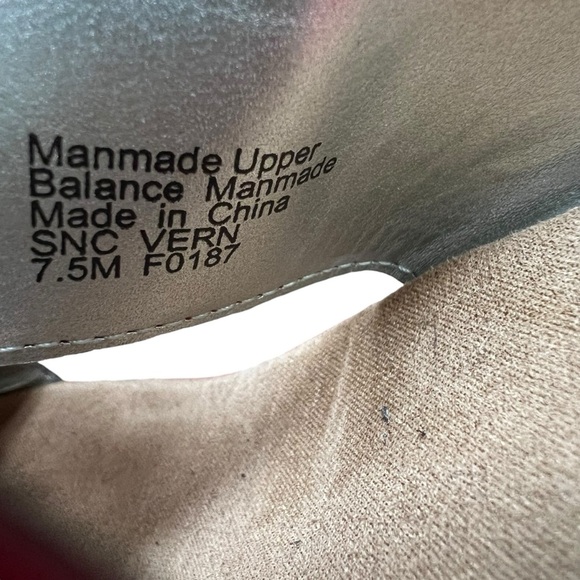 Manmade Upper
Balance Manmade
Made in China
SNC VERN
7.5M F0187